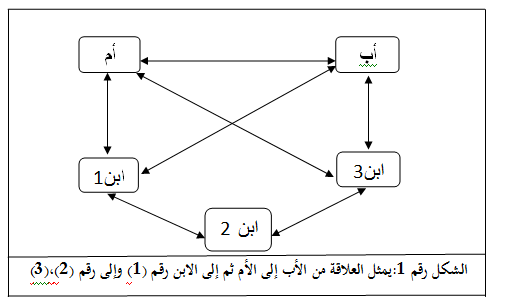 أب
أم
ابن3
ابن1
ابن 2
الشكل رقم 1:يمثل العلاقة من الأب إلى الأم ثم إلى الابن رقم (1) وإلى رقم (2)،(3)